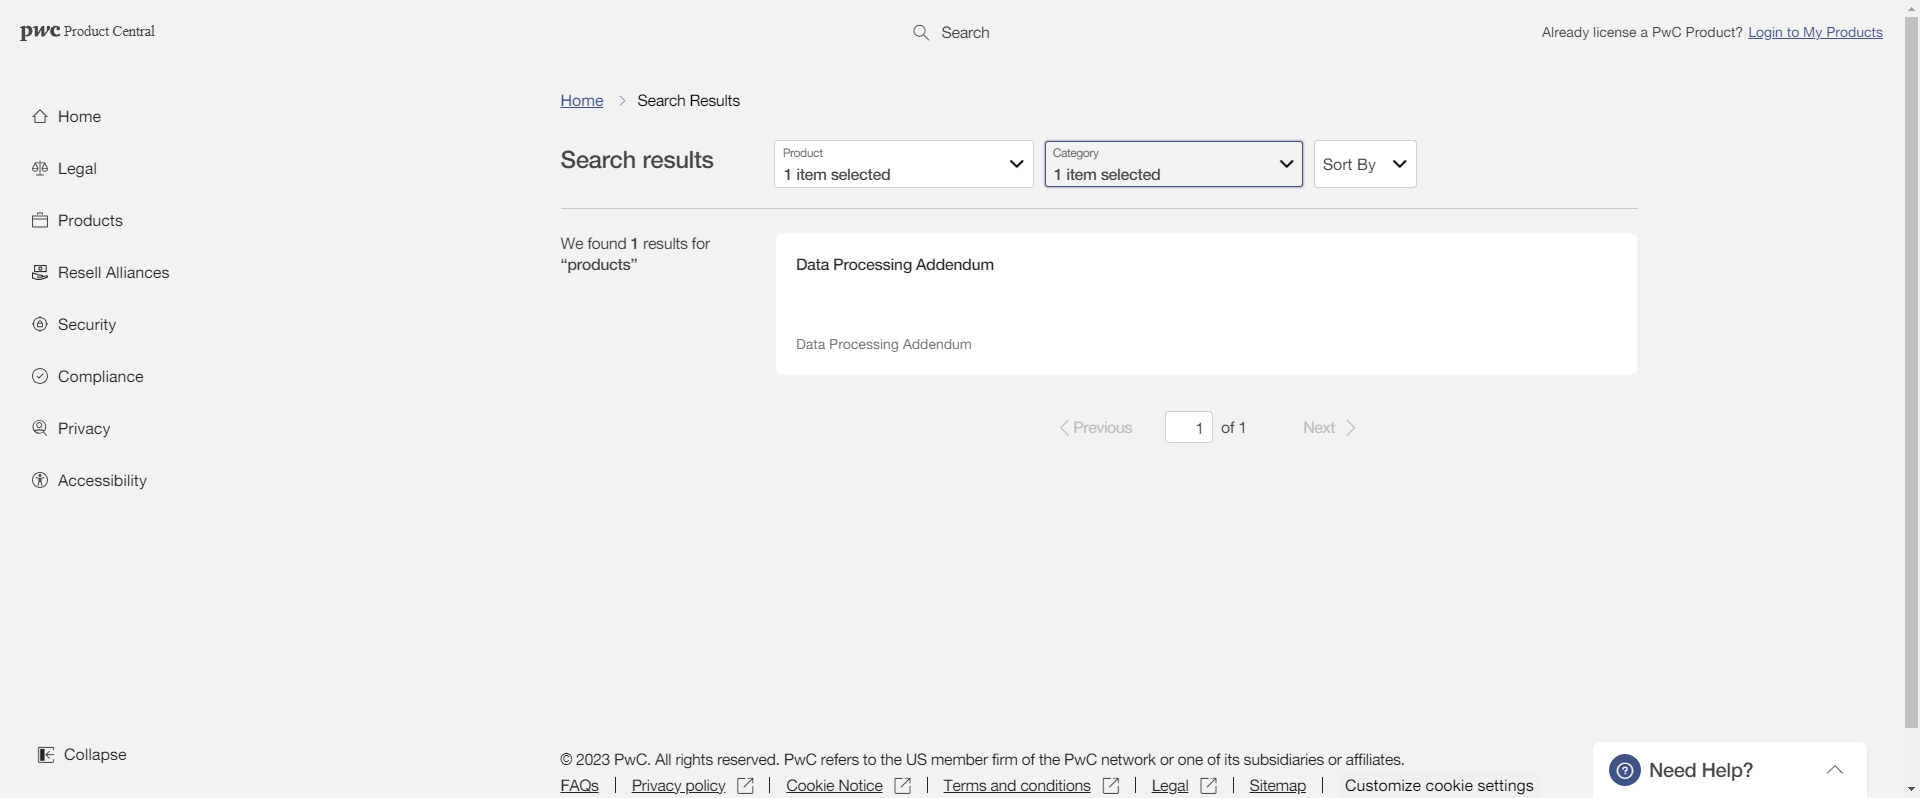 pwc Product Central
Search
Already license a PwC Product? Login to My Products
Home
Legal
Products
Resell Alliances
Security
Compliance
Privacy
Accessibility
Collapse
Home > Search Results
Search results
Product
1 item selected
Category
1 item selected
Sort By
We found 1 results for
“products”
Data Processing Addendum
Data Processing Addendum
Previous 1 of 1 Next
© 2023 PwC. All rights reserved. PwC refers to the US member firm of the PwC network or one of its subsidiaries or affiliates.
FAQs | Privacy policy | Cookie Notice | Terms and conditions | Legal | Sitemap | Customize cookie settings
Need Help?